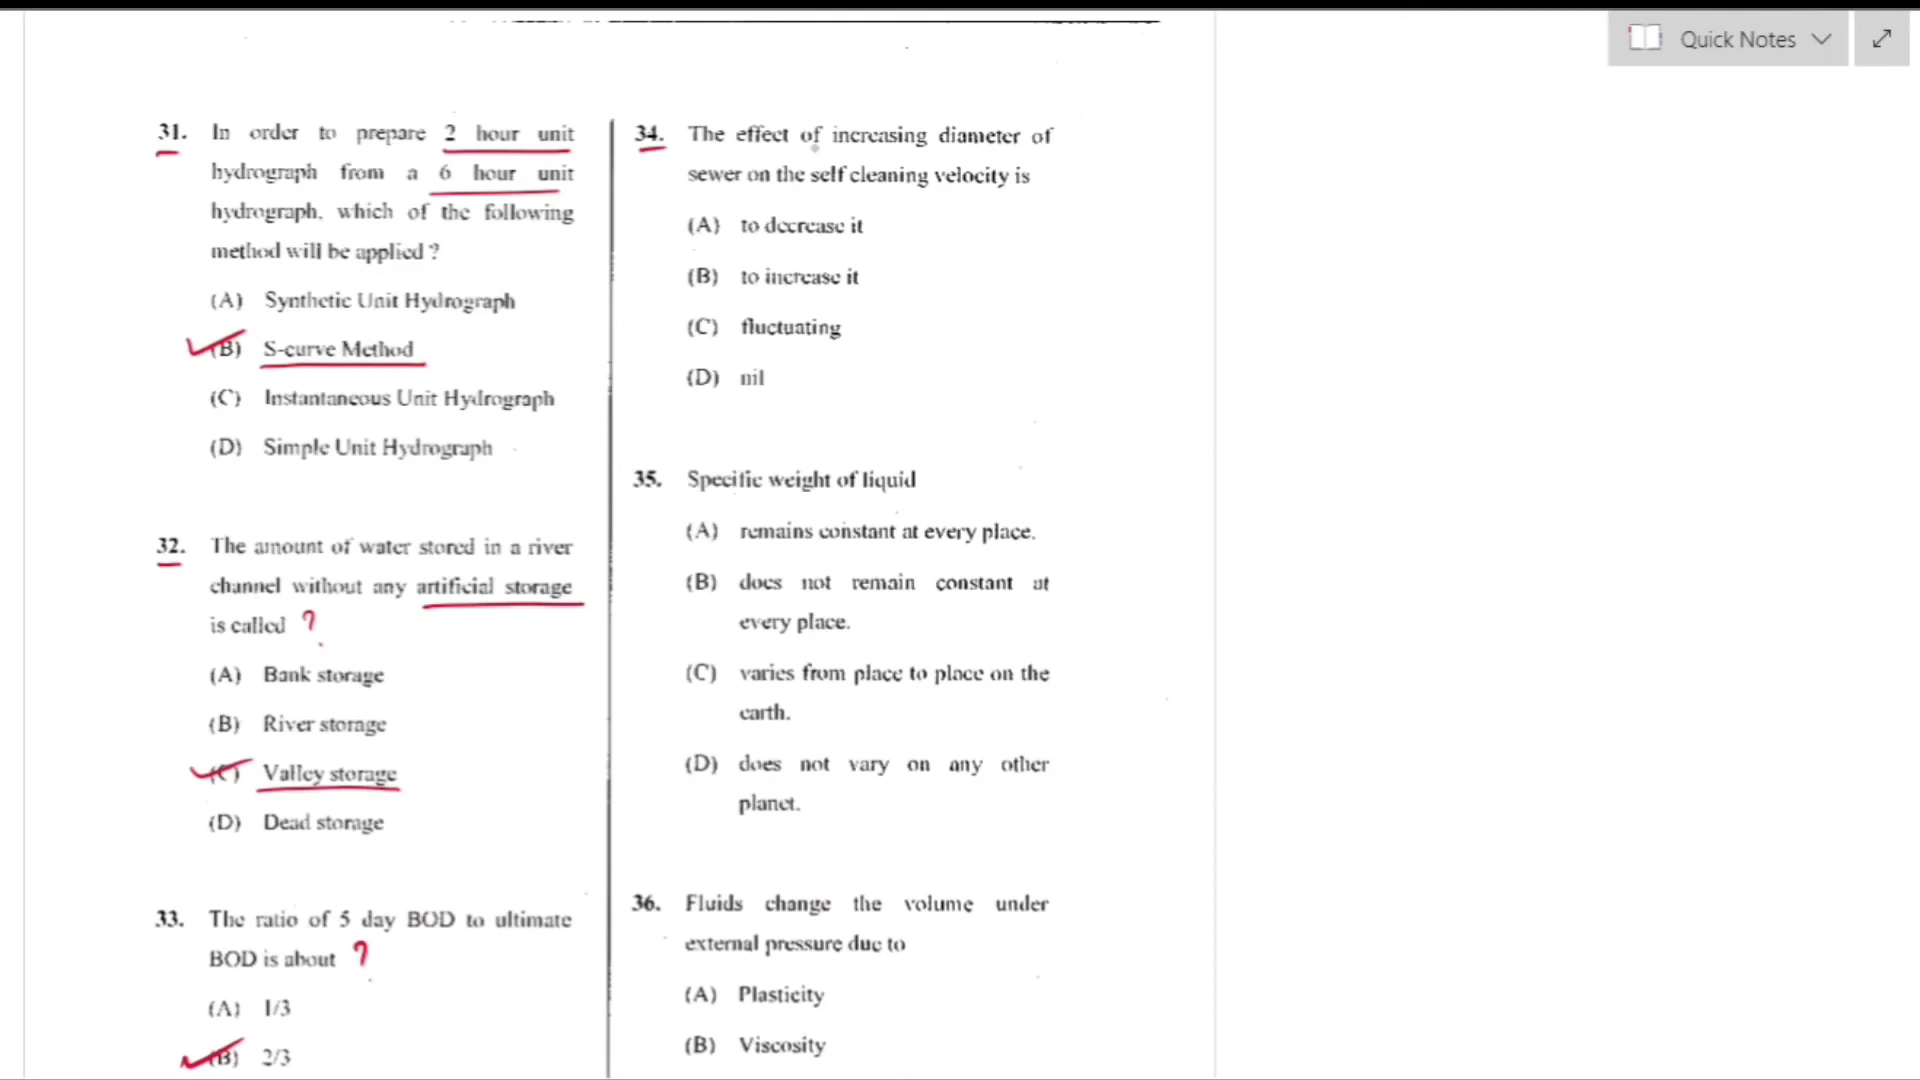 Quick Notes
31. In order to prepare 2 hour unit
hydrograph from a 6 hour unit
hydrograph, which of the following
method will be applied ?
(A) Synthetic Unit Hydrograph
(B) S-curve Method
(C) Instantaneous Unit Hydrograph
(D) Simple Unit Hydrograph
32. The amount of water stored in a river
channel without any artificial storage
is called ?
(A) Bank storage
(B) River storage
(C) Valley storage
(D) Dead storage
33. The ratio of 5 day BOD to ultimate
BOD is about ?
(A) 1/3
(B) 2/3
34. The effect of increasing diameter of
sewer on the self cleaning velocity is
(A) to decrease it
(B) to increase it
(C) fluctuating
(D) nil
35. Specific weight of liquid
(A) remains constant at every place.
(B) does not remain constant at
every place.
(C) varies from place to place on the
earth.
(D) does not vary on any other
planet.
36. Fluids change the volume under
external pressure due to
(A) Plasticity
(B) Viscosity